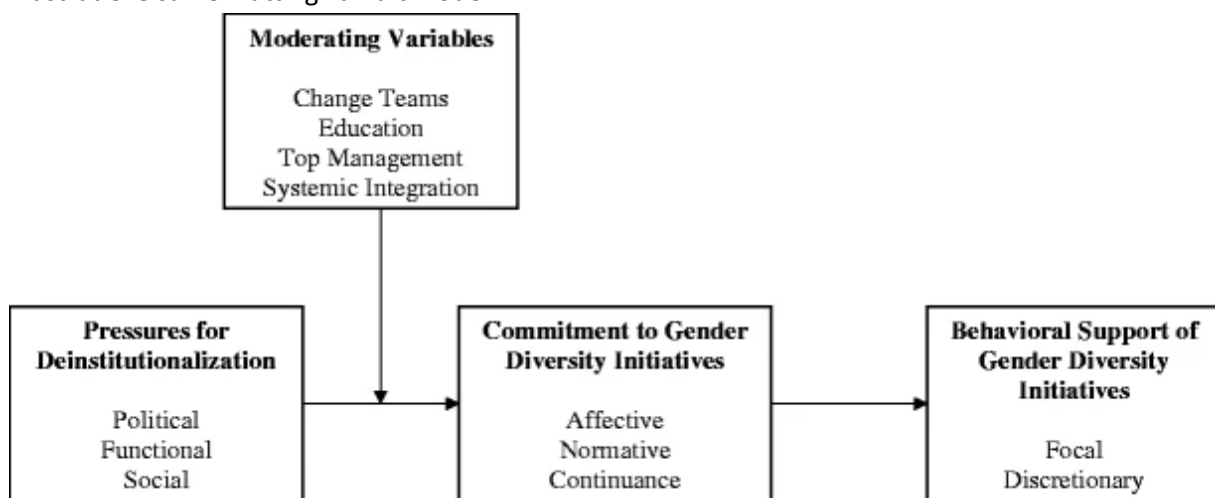 Moderating Variables
Change Teams
Education
Top Management
Systemic Integration
Pressures for
Deinstitutionalization
Political
Functional
Social
Commitment to Gender
Diversity Initiatives
Affective
Normative
Continuance
Behavioral Support of
Gender Diversity
Initiatives
Focal
Discretionary